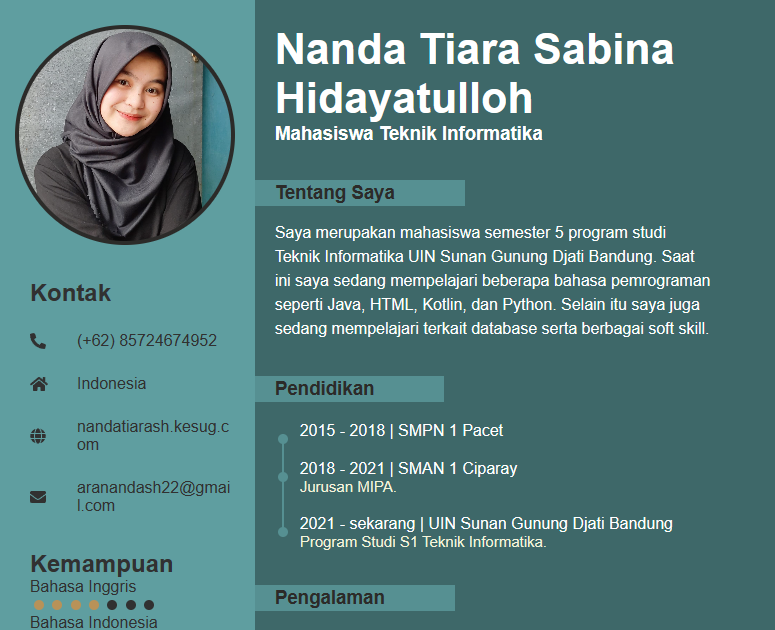 Nanda Tiara Sabina
Hidayatulloh
Mahasiswa Teknik Informatika
Tentang Saya
Saya merupakan mahasiswa semester 5 program studi
Teknik Informatika UIN Sunan Gunung Djati Bandung. Saat
ini saya sedang mempelajari beberapa bahasa pemrograman
seperti Java, HTML, Kotlin, dan Python. Selain itu saya juga
sedang mempelajari terkait database serta berbagai soft skill.
Pendidikan
2015 - 2018 | SMPN 1 Pacet
2018 - 2021 | SMAN 1 Ciparay
Jurusan MIPA.
2021 - sekarang | UIN Sunan Gunung Djati Bandung
Program Studi S1 Teknik Informatika.
Pengalaman
Kontak
(+62) 85724674952
Indonesia
nandatiarash.kesug.c
om
aranandash22@gmai
l.com
Kemampuan
Bahasa Inggris
Bahasa Indonesia